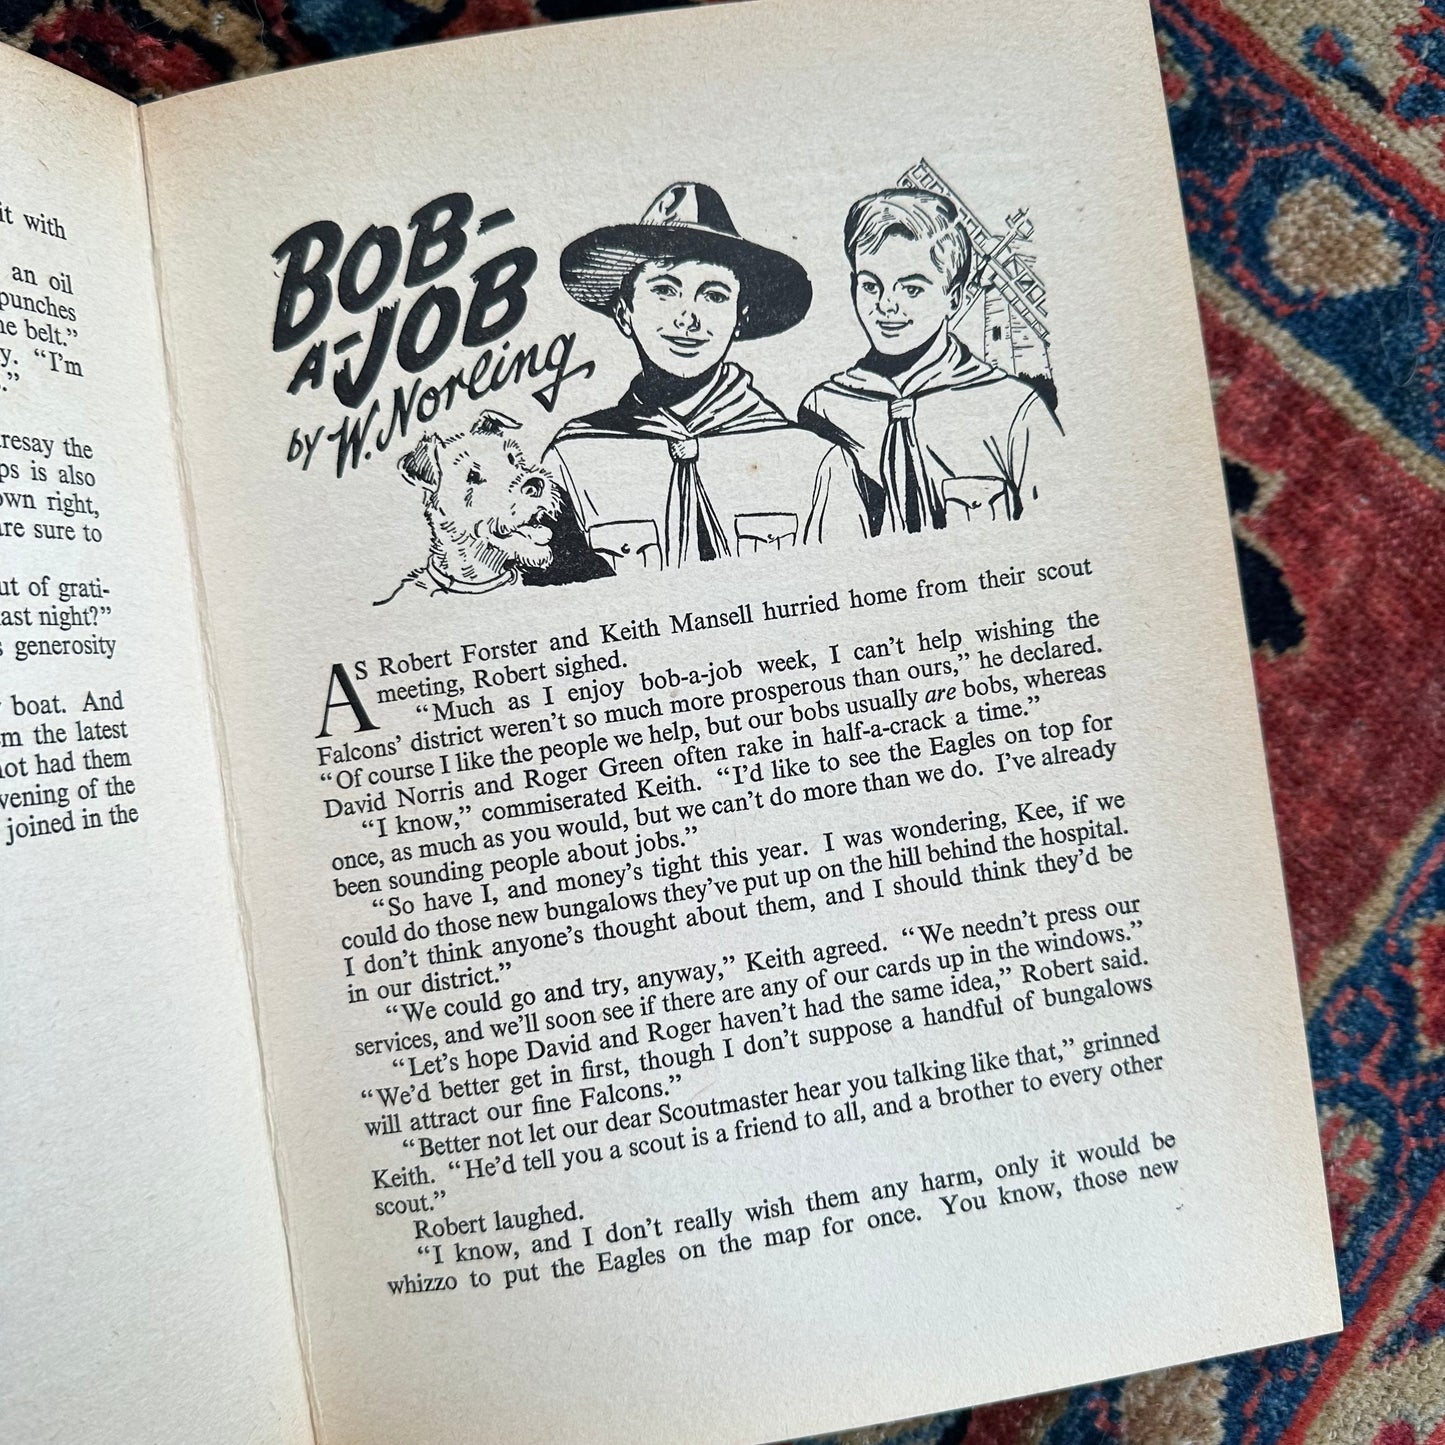 it with
an oil
punches
belt.”
“I'm
resay the
ps is also
own right,
are sure to
ut of grati-
last night?”
generosity
boat. And
m the latest
not had them
vening of the
joined in the
BOB-
A-JOB
by W. Norling
AS Robert Forster and Keith Mansell hurried home from their scout
meeting, Robert sighed.
“Much as I enjoy bob-a-job week, I can’t help wishing the
Falcons’ district weren’t so much more prosperous than ours,” he declared.
“Of course I like the people we help, but our bobs usually are bobs, whereas
David Norris and Roger Green often rake in half-a-crack a time.”
“I know,” commiserated Keith. “I’d like to see the Eagles on top for
once, as much as you would, but we can’t do more than we do. I’ve already
been sounding people about jobs.”
“So have I, and money’s tight this year. I was wondering, Kee, if we
could do those new bungalows they’ve put up on the hill behind the hospital.
I don’t think anyone’s thought about them, and I should think they’d be
in our district.”
“We could go and try, anyway,” Keith agreed. “We needn’t press our
services, and we’ll soon see if there are any of our cards up in the windows.”
“Let’s hope David and Roger haven’t had the same idea,” Robert said.
“We’d better get in first, though I don’t suppose a handful of bungalows
will attract our fine Falcons.”
“Better not let our dear Scoutmaster hear you talking like that,” grinned
Keith. “He’d tell you a scout is a friend to all, and a brother to every other
scout.”
Robert laughed.
“I know, and I don’t really wish them any harm, only it would be
whizzo to put the Eagles on the map for once. You know, those new